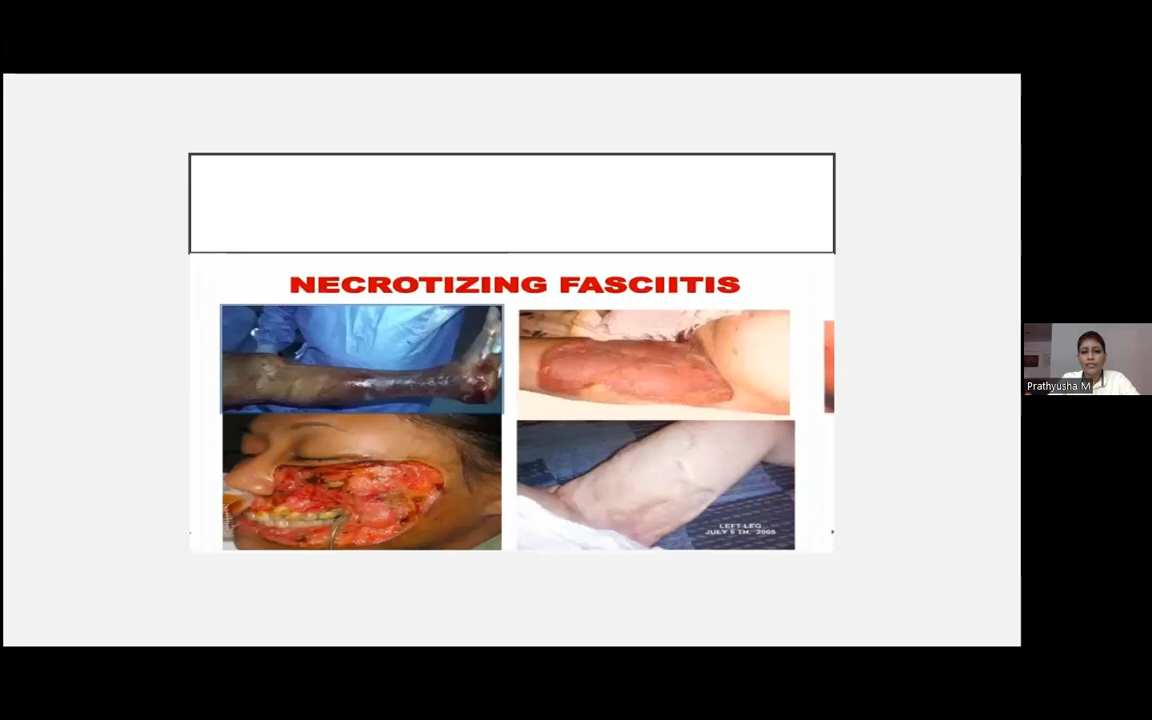 NECROTIZING FASCIITIS
LEFT LEG
JULY 5 TH. 2005
Prathyusha M